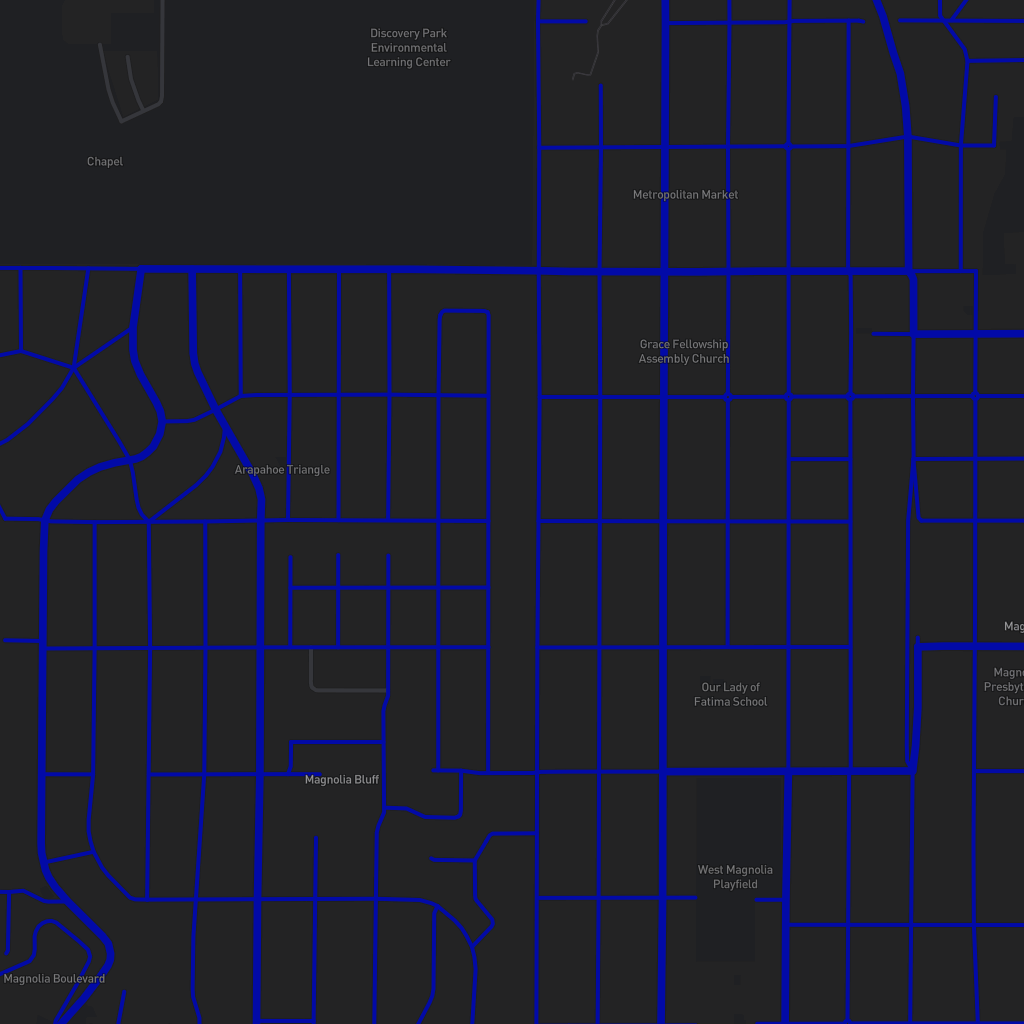 Discovery Park
Environmental
Learning Center
Chapel
Metropolitan Market
Grace Fellowship
Assembly Church
Arapahoe Triangle
Our Lady of
Fatima School
Magnolia Bluff
West Magnolia
Playfield
Magnolia Boulevard